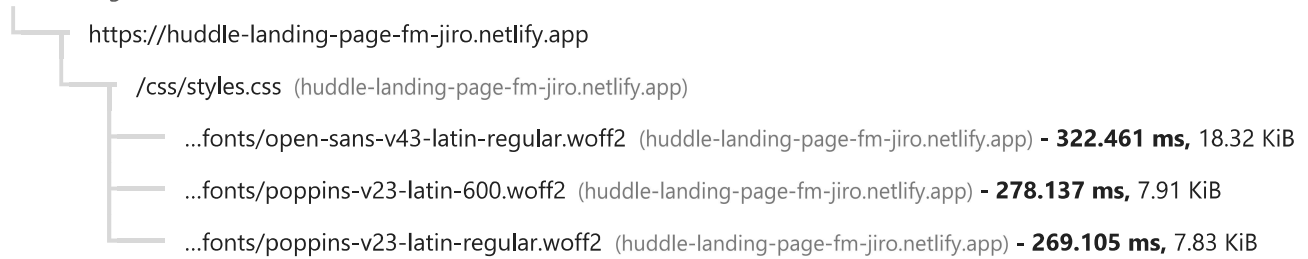 https://huddle-landing-page-fm-jiro.netlify.app
/css/styles.css (huddle-landing-page-fm-jiro.netlify.app)
...fonts/open-sans-v43-latin-regular.woff2 (huddle-landing-page-fm-jiro.netlify.app) - 322.461 ms, 18.32 KiB
...fonts/poppins-v23-latin-600.woff2 (huddle-landing-page-fm-jiro.netlify.app) - 278.137 ms, 7.91 KiB
...fonts/poppins-v23-latin-regular.woff2 (huddle-landing-page-fm-jiro.netlify.app) - 269.105 ms, 7.83 KiB